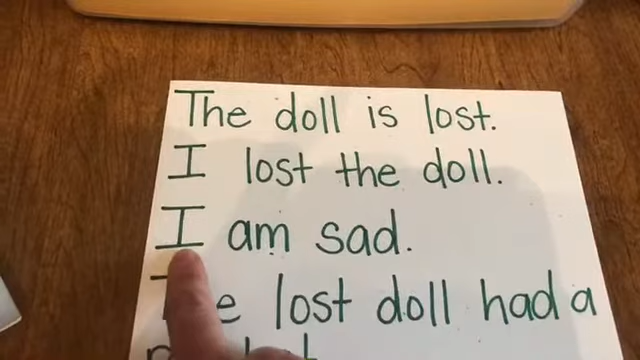 The doll is lost.
I lost the doll.
I am sad.
lost doll had a